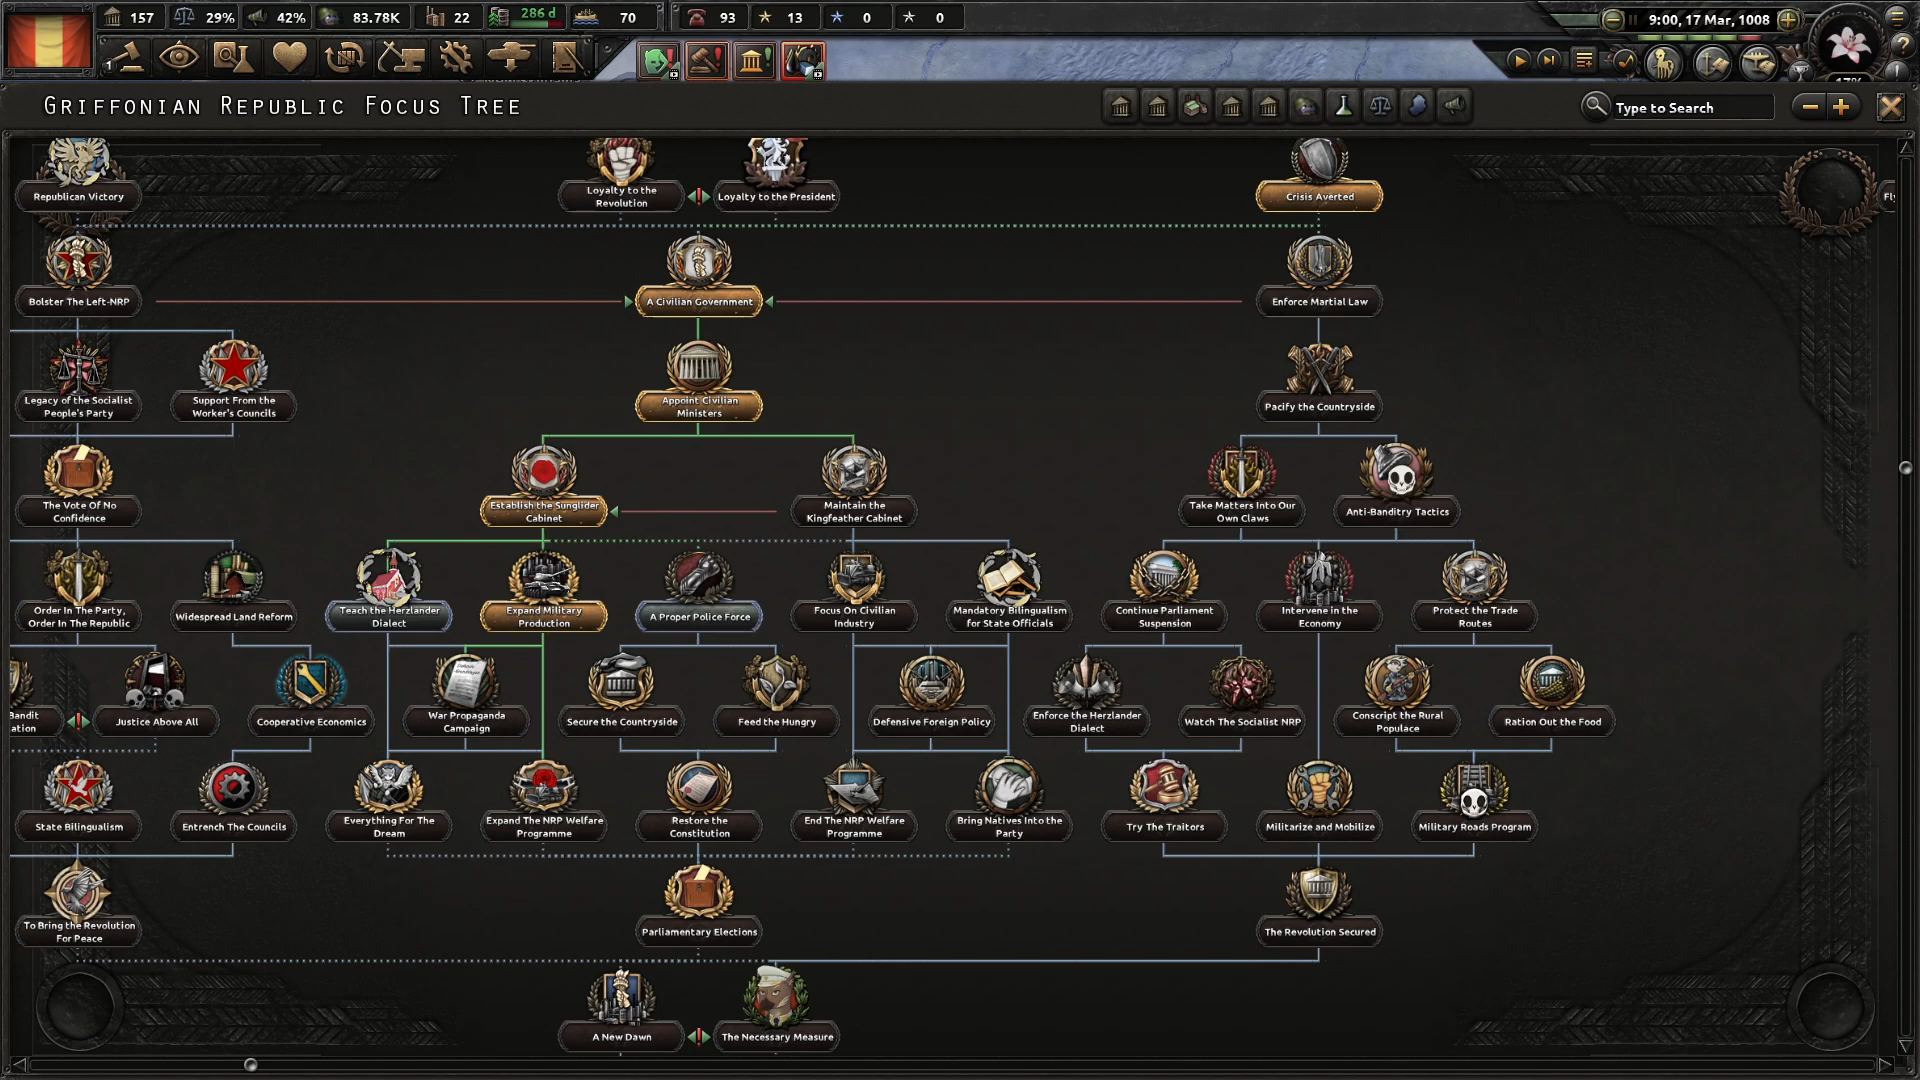 157
29%
42%
83.78K
22
286 d
70
93
13
0
0
9:00, 17 Mar, 1008
1
17%
GRIFFONIAN REPUBLIC FOCUS TREE
Type to Search
Republican Victory
Loyalty to the
Revolution
Loyalty to the President
Crisis Averted
Bolster The Left-NRP
A Civilian Government
Enforce Martial Law
Legacy of the Socialist
People's Party
Support From the
Worker's Councils
Appoint Civilian
Ministers
Pacify the Countryside
The Vote Of No
Confidence
Establish the Sunglider
Cabinet
Maintain the
Kingfeather Cabinet
Take Matters Into Our
Own Claws
Anti-Banditry Tactics
Order In The Party,
Order In The Republic
Widespread Land Reform
Teach the Herzlander
Dialect
Expand Military
Production
A Proper Police Force
Focus On Civilian
Industry
Mandatory Bilingualism
for State Officials
Continue Parliament
Suspension
Intervene in the
Economy
Protect the Trade
Routes
Bandit
ation
Justice Above All
Cooperative Economics
War Propaganda
Campaign
Secure the Countryside
Feed the Hungry
Defensive Foreign Policy
Enforce the Herzlander
Dialect
Watch The Socialist NRP
Conscript the Rural
Populace
Ration Out the Food
State Bilingualism
Entrench The Councils
Everything For The
Dream
Expand The NRP Welfare
Programme
Restore the
Constitution
End The NRP Welfare
Programme
Bring Natives Into the
Party
Try The Traitors
Militarize and Mobilize
Military Roads Program
To Bring the Revolution
For Peace
Parliamentary Elections
The Revolution Secured
A New Dawn
The Necessary Measure